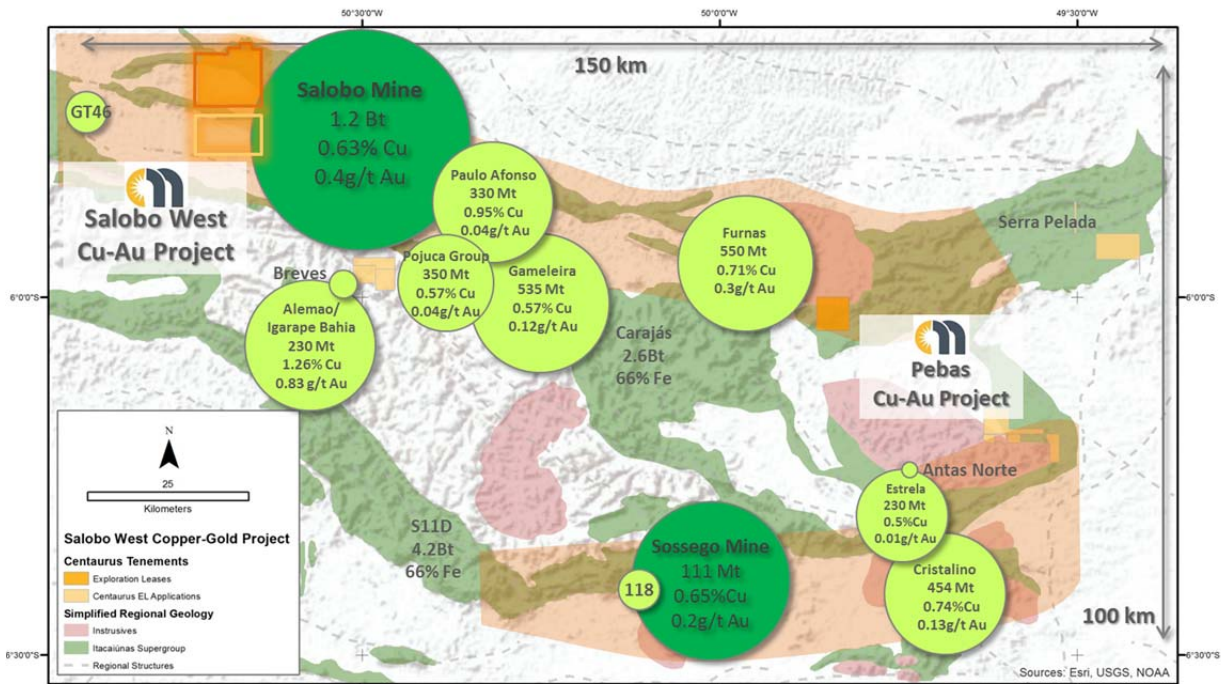 50°30'0"W
50°0'0"W
49°30'0"W
150 km
GT46
Salobo Mine
1.2 Bt
0.63% Cu
0.4g/t Au
Salobo West
Cu-Au Project
Paulo Afonso
330 Mt
0.95% Cu
0.04g/t Au
Furnas
550 Mt
0.71% Cu
0.3g/t Au
Serra Pelada
Breves
Pojuca Group
350 Mt
0.57% Cu
0.04g/t Au
Gameleira
535 Mt
0.57% Cu
0.12g/t Au
6°0'0"S
6°0'0"S
Alemao/
Igarape Bahia
230 Mt
1.26% Cu
0.83 g/t Au
Carajás
2.6Bt
66% Fe
Pebas
Cu-Au Project
Antas Norte
Estrela
230 Mt
0.5%Cu
0.01g/t Au
S11D
4.2Bt
66% Fe
118
Sossego Mine
111 Mt
0.65%Cu
0.2g/t Au
Cristalino
454 Mt
0.74%Cu
0.13g/t Au
100 km
N
25
Kilometers
Salobo West Copper-Gold Project
Centaurus Tenements
Exploration Leases
Centaurus EL Applications
Simplified Regional Geology
Instrusives
Itacaiúnas Supergroup
Regional Structures
6°30'0"S
6°30'0"S
Sources: Esri, USGS, NOAA